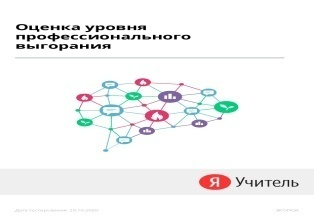 Оценка уровня
профессионального
выгорания
Я Учитель